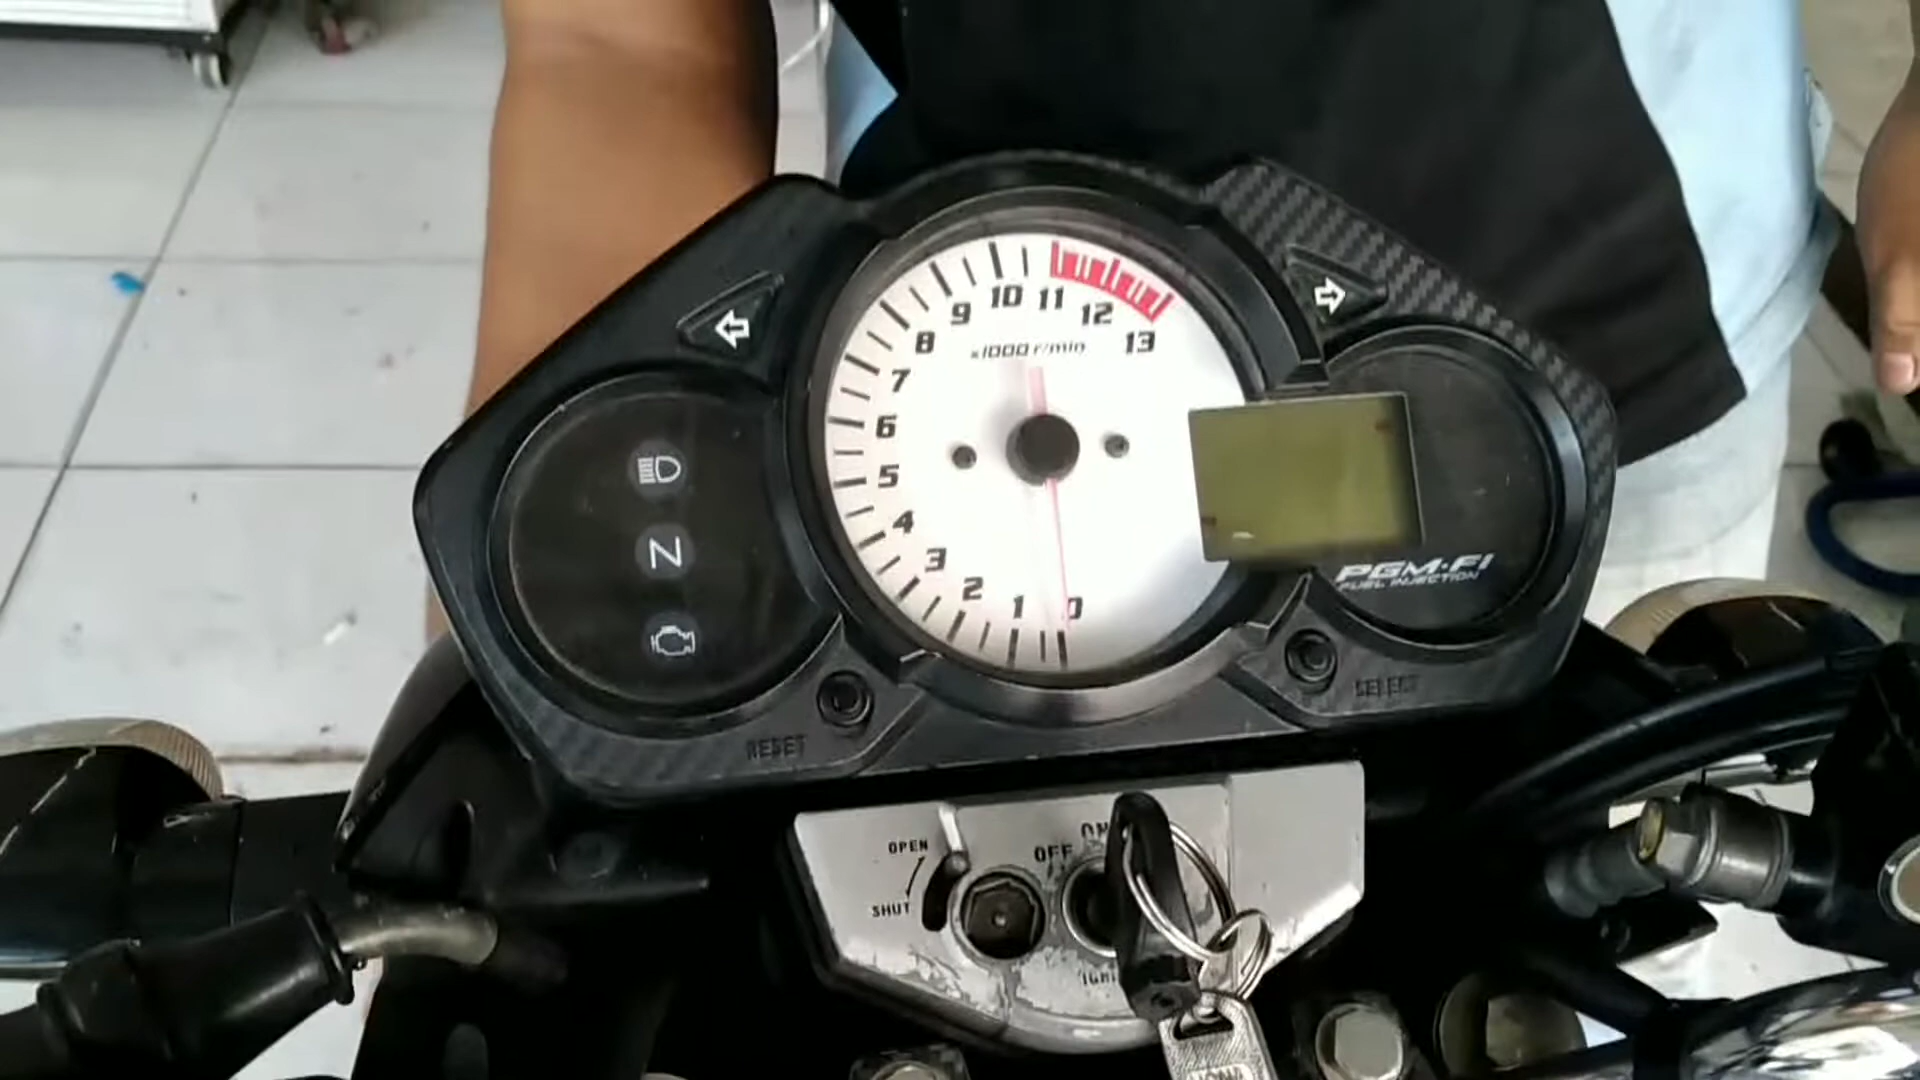 10
11
9
12
8
x1000 r/min
13
7
6
5
4
3
2
1
0
N
PGM-FI
FUEL INJECTION
SELECT
RESET
ON
OPEN
OFF
SHUT